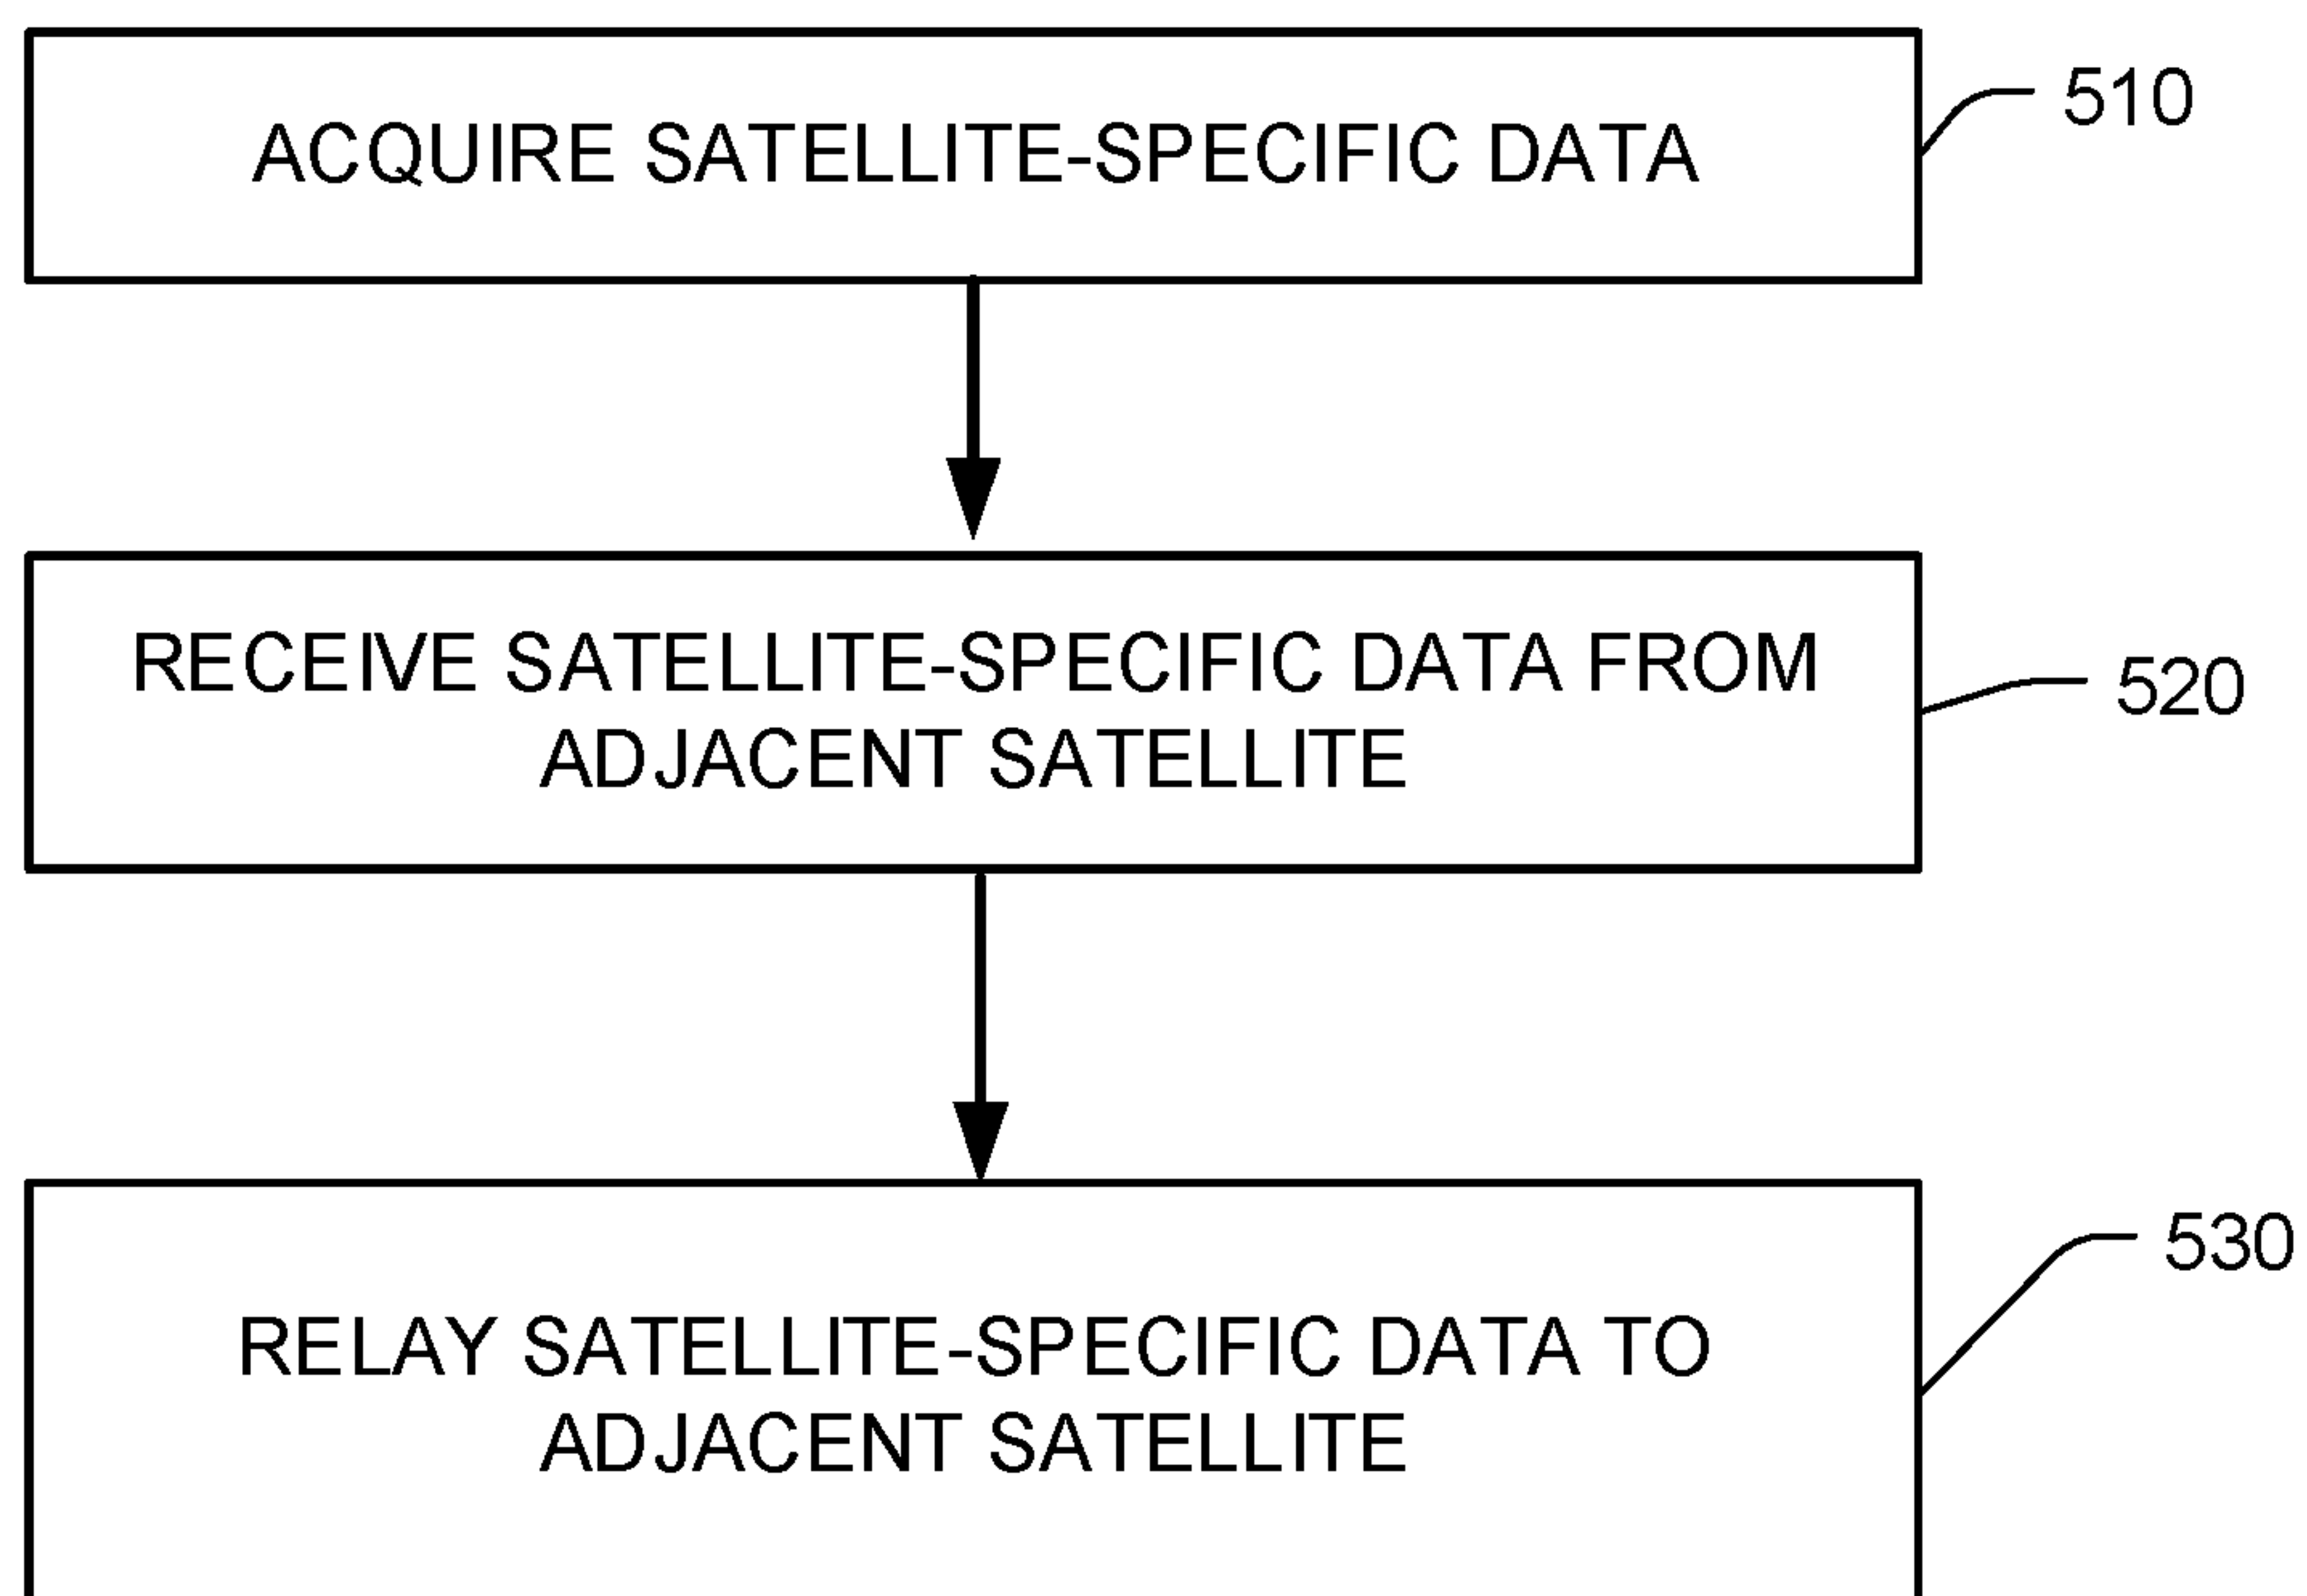 ACQUIRE SATELLITE-SPECIFIC DATA
510
RECEIVE SATELLITE-SPECIFIC DATA FROM
ADJACENT SATELLITE
520
RELAY SATELLITE-SPECIFIC DATA TO
ADJACENT SATELLITE
530